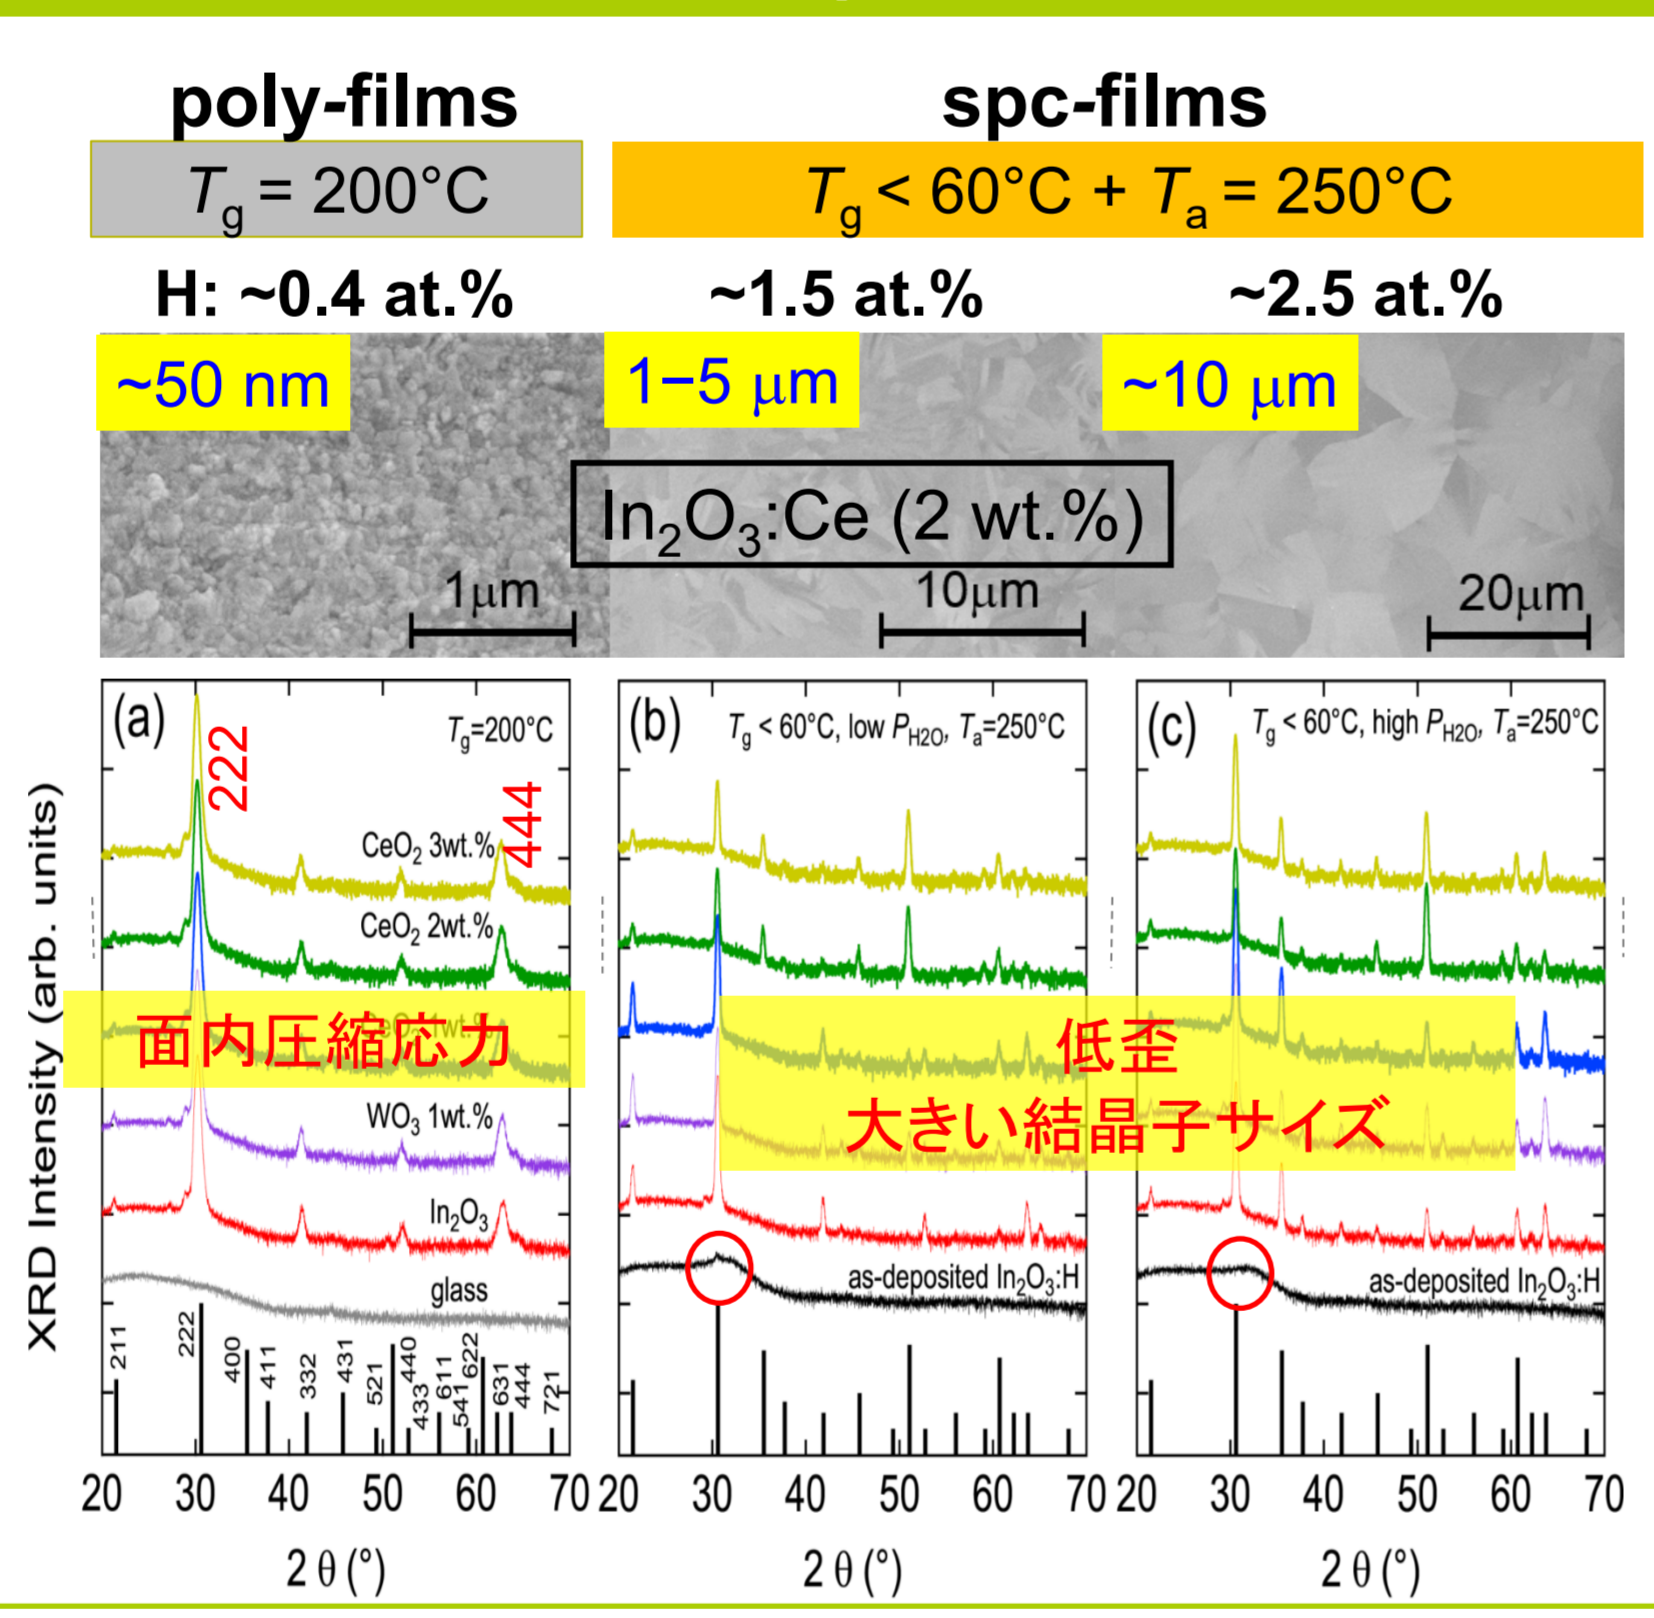 poly-films
spc-films
Tg = 200°C
Tg < 60°C + Ta = 250°C
H: ~0.4 at.%
~1.5 at.%
~2.5 at.%
~50 nm
1−5 μm
~10 μm
In2O3:Ce (2 wt.%)
1μm
10μm
20μm
XRD Intensity (arb. units)
(a)
Tg=200°C
222
444
CeO2 3wt.%
CeO2 2wt.%
CeO2 1wt.%
面内圧縮応力
WO3 1wt.%
In2O3
glass
211
222
400
411
332
431
521
440
433
611
541
622
631
444
721
20 30 40 50 60 70
2 θ (°)
(b)
Tg < 60°C, low PH2O, Ta=250°C
低歪
大きい結晶子サイズ
as-deposited In2O3:H
20 30 40 50 60 70
2 θ (°)
(c)
Tg < 60°C, high PH2O, Ta=250°C
as-deposited In2O3:H
20 30 40 50 60 70
2 θ (°)